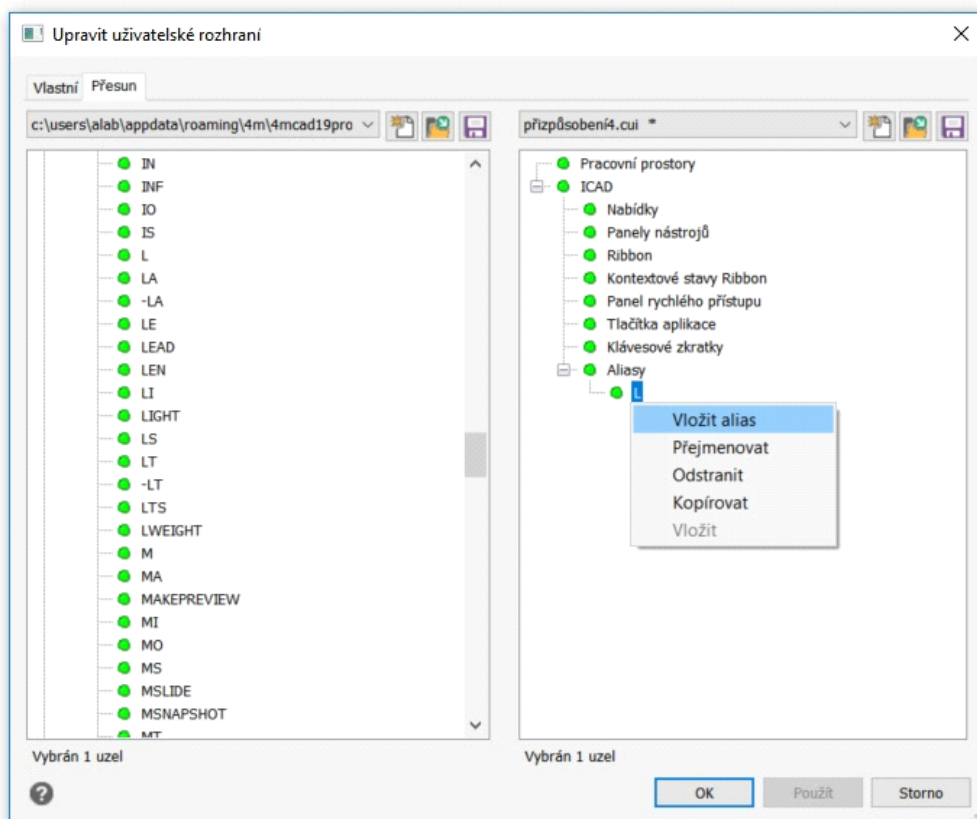 Upravit uživatelské rozhraní
Vlastní
Přesun
c:\users\alab\appdata\roaming\4m\4mcad19pro
IN
INF
IO
IS
L
LA
-LA
LE
LEAD
LEN
LI
LIGHT
LS
LT
-LT
LTS
LWEIGHT
M
MA
MAKEPREVIEW
MI
MO
MS
MSLIDE
MSNAPSHOT
MT
Vybrán 1 uzel
přizpůsobení4.cui *
Pracovní prostory
ICAD
Nabídky
Panely nástrojů
Ribbon
Kontextové stavy Ribbon
Panel rychlého přístupu
Tlačítka aplikace
Klávesové zkratky
Aliasy
L
Vložit alias
Přejmenovat
Odstranit
Kopírovat
Vložit
Vybrán 1 uzel
OK
Použít
Storno